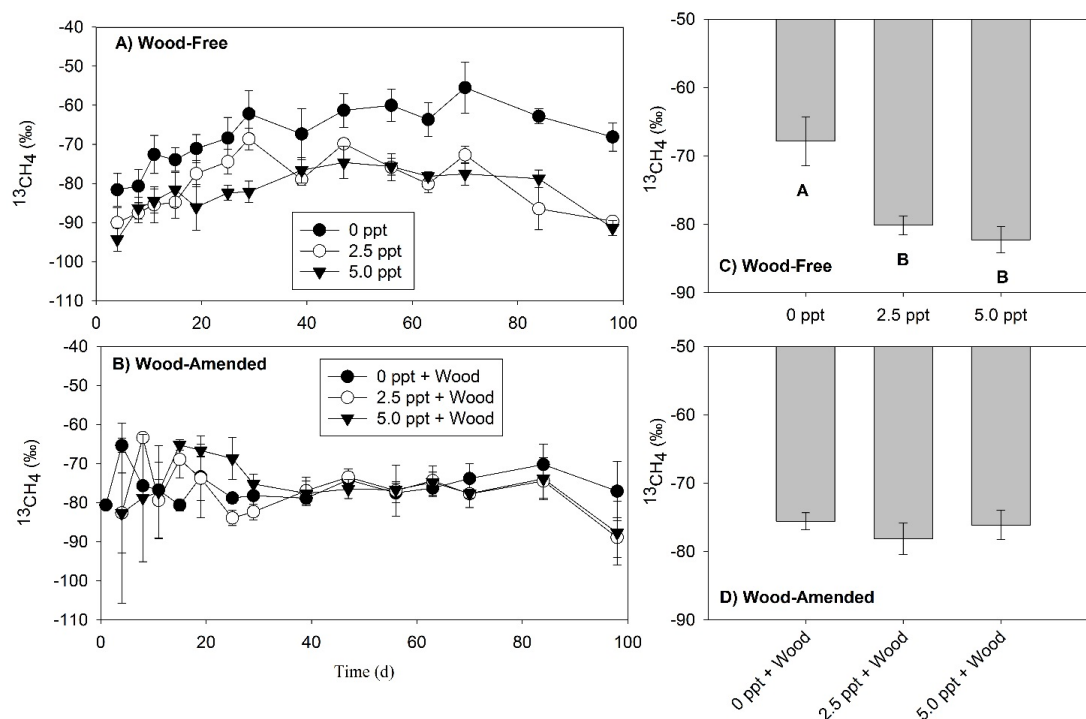 A) Wood-Free
-40
-50
-60
-70
-80
-90
-100
-110
¹³CH₄ (‰)
0 ppt
2.5 ppt
5.0 ppt
0 20 40 60 80 100
B) Wood-Amended
-40
-50
-60
-70
-80
-90
-100
-110
¹³CH₄ (‰)
0 ppt + Wood
2.5 ppt + Wood
5.0 ppt + Wood
0 20 40 60 80 100
Time (d)
-50
-60
-70
-80
-90
¹³CH₄ (‰)
A
B
B
C) Wood-Free
0 ppt 2.5 ppt 5.0 ppt
-50
-60
-70
-80
-90
¹³CH₄ (‰)
D) Wood-Amended
0 ppt + Wood
2.5 ppt + Wood
5.0 ppt + Wood